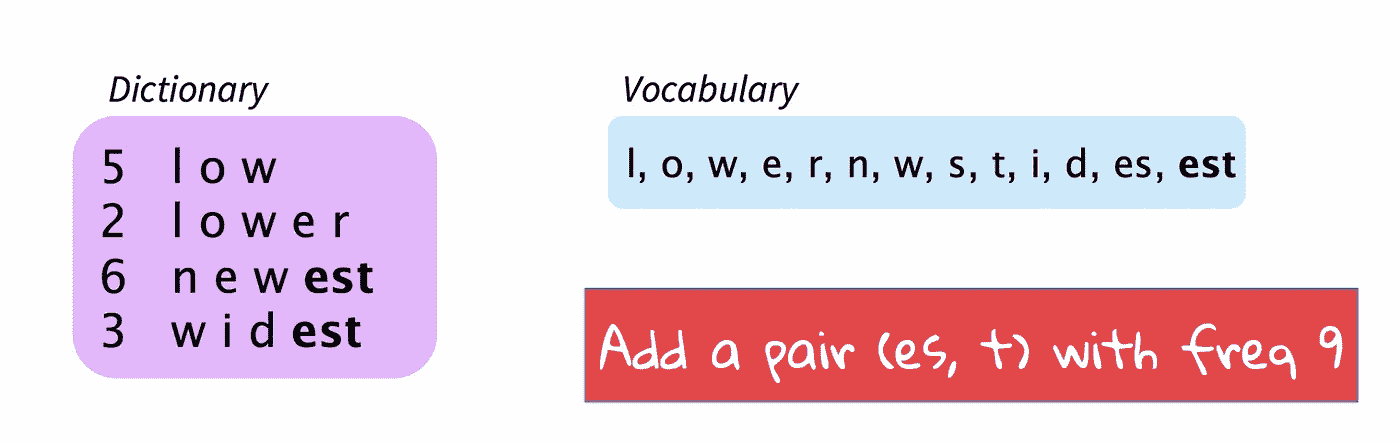 Dictionary
5 l o w
2 l o w e r
6 n e w est
3 w i d est
Vocabulary
l, o, w, e, r, n, w, s, t, i, d, es, est
Add a pair (es, t) with freq 9